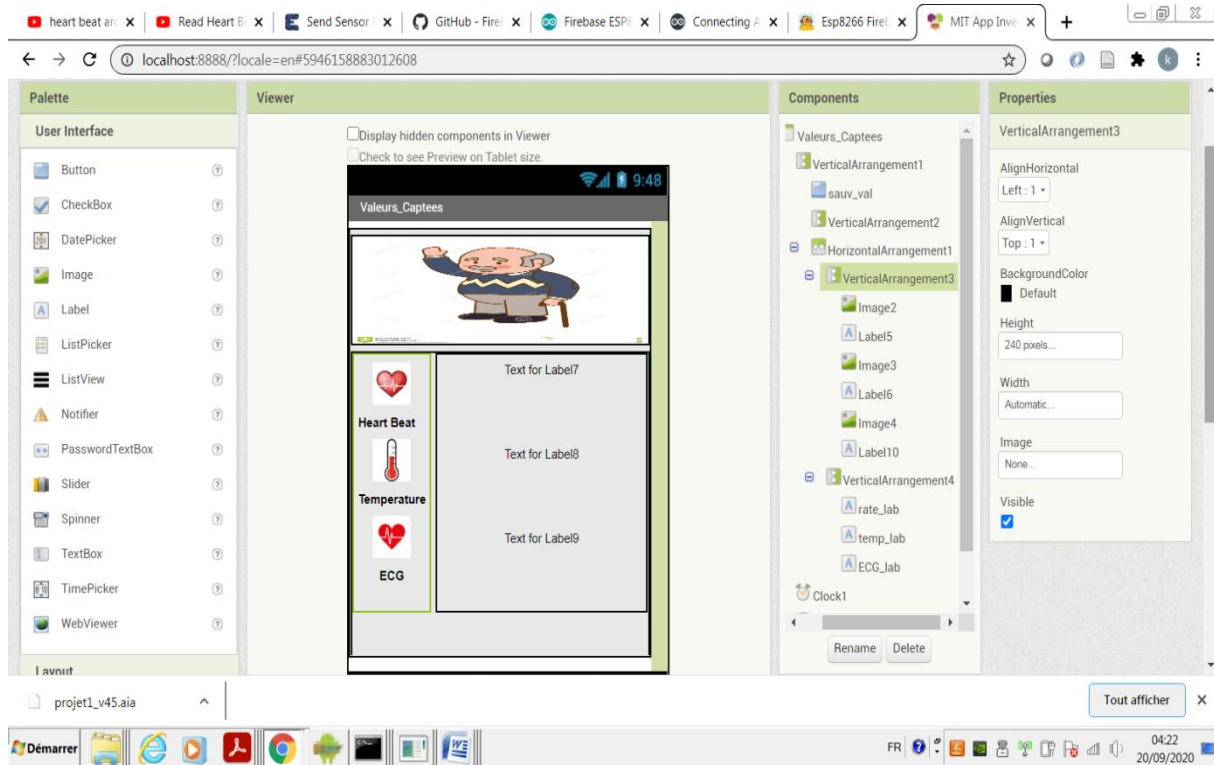 heart beat arc
Read Heart B
Send Sensor
GitHub - Fire
Firebase ESP8
Connecting A
Esp8266 Fire
MIT App Inve
localhost:8888/?locale=en#5946158883012608
k
Palette
Viewer
Components
Properties
User Interface
Button
CheckBox
DatePicker
Image
Label
ListPicker
ListView
Notifier
PasswordTextBox
Slider
Spinner
TextBox
TimePicker
WebViewer
Layout
Display hidden components in Viewer
Check to see Preview on Tablet size.
9:48
Valeurs_Captees
Heart Beat
Temperature
ECG
Text for Label7
Text for Label8
Text for Label9
Valeurs_Captees
VerticalArrangement1
sauv_val
VerticalArrangement2
HorizontalArrangement1
VerticalArrangement3
Image2
Label5
Image3
Label6
Image4
Label10
VerticalArrangement4
rate_lab
temp_lab
ECG_lab
Clock1
Rename Delete
VerticalArrangement3
AlignHorizontal
Left : 1
AlignVertical
Top : 1
BackgroundColor
Default
Height
240 pixels...
Width
Automatic...
Image
None...
Visible
projet1_v45.aia
Tout afficher
Démarrer
FR
04:22
20/09/2020